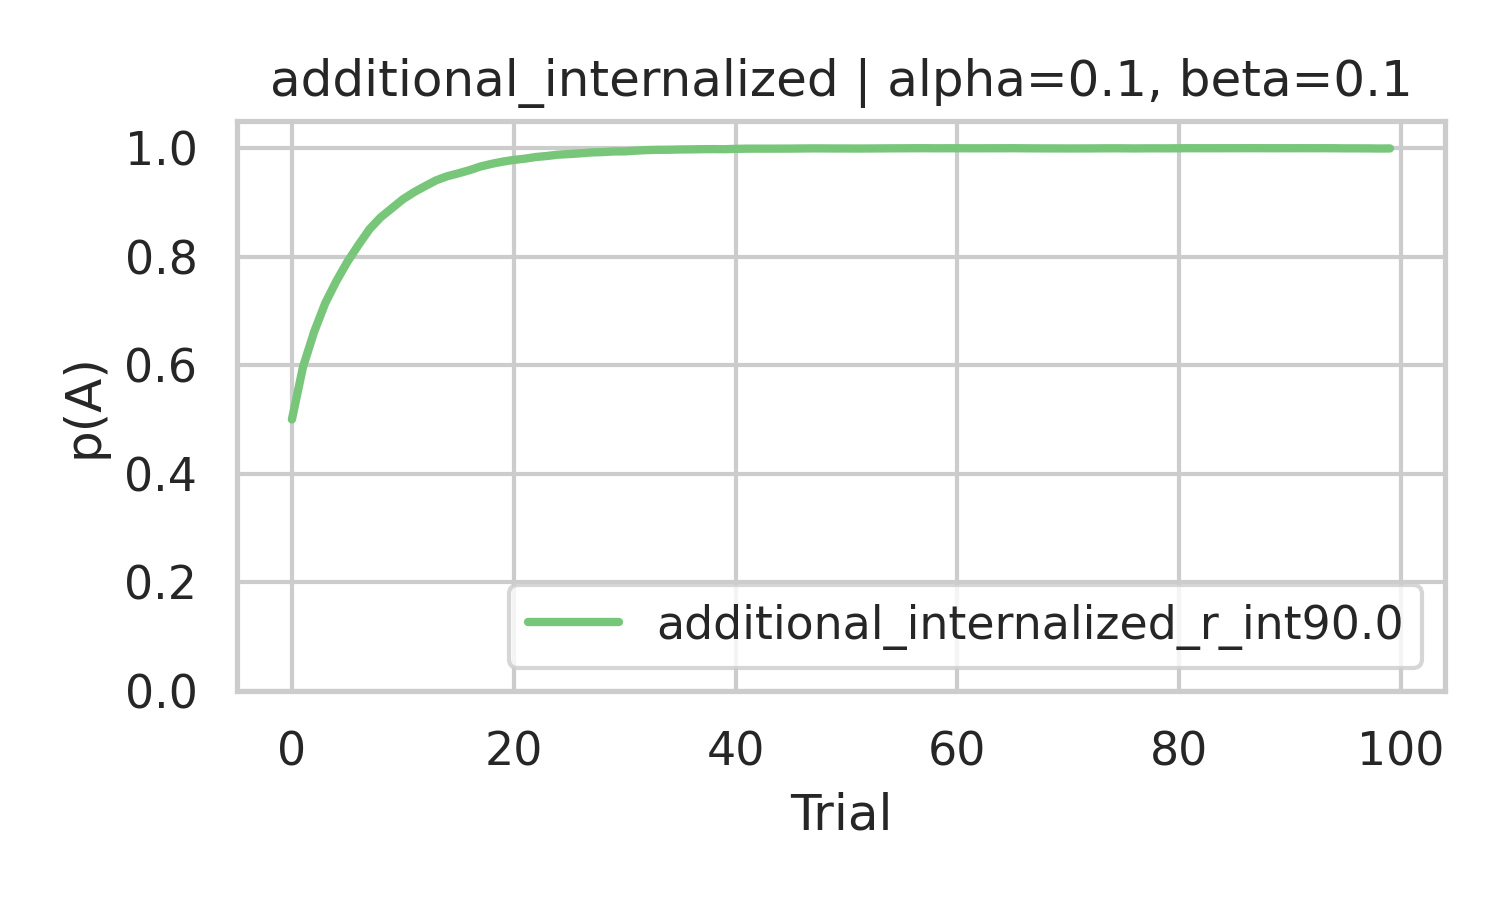 additional_internalized | alpha=0.1, beta=0.1
1.0
0.8
0.6
0.4
0.2
0.0
p(A)
additional_internalized_r_int90.0
0 20 40 60 80 100
Trial